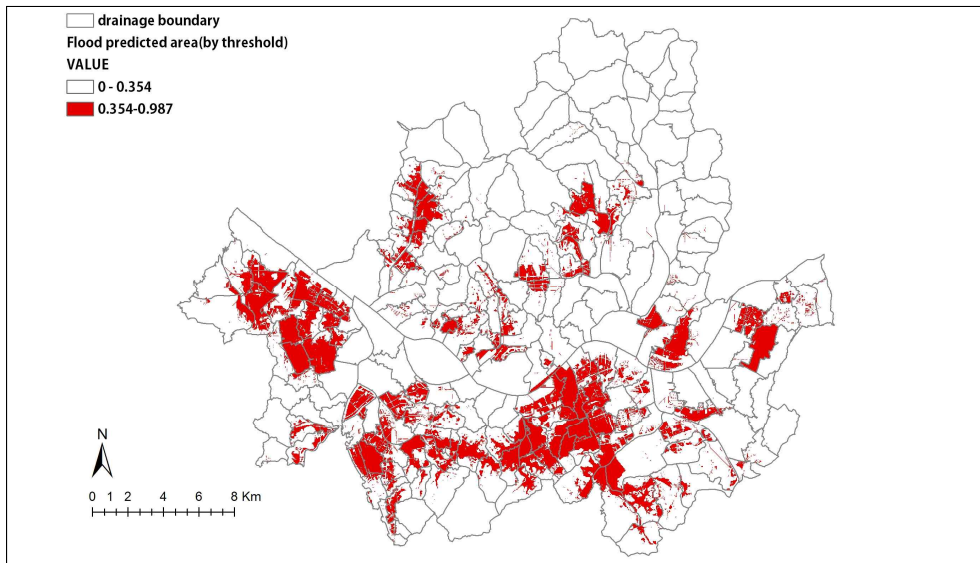 drainage boundary
Flood predicted area(by threshold)
VALUE
0 - 0.354
0.354-0.987
N
0 1 2 4 6 8 Km